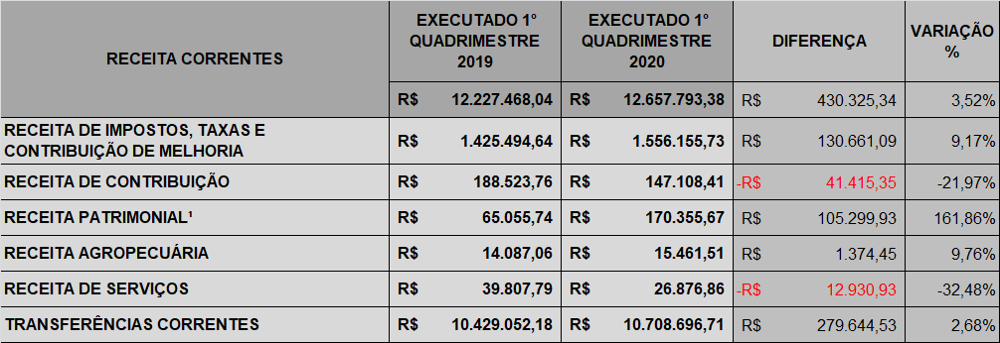 RECEITA CORRENTES
EXECUTADO 1° QUADRIMESTRE 2019
EXECUTADO 1° QUADRIMESTRE 2020
DIFERENÇA
VARIAÇÃO %
R$ 12.227.468,04 R$ 12.657.793,38 R$ 430.325,34 3,52%
RECEITA DE IMPOSTOS, TAXAS E
CONTRIBUIÇÃO DE MELHORIA
R$ 1.425.494,64 R$ 1.556.155,73 R$ 130.661,09 9,17%
RECEITA DE CONTRIBUIÇÃO R$ 188.523,76 R$ 147.108,41 -R$ 41.415,35 -21,97%
RECEITA PATRIMONIAL¹ R$ 65.055,74 R$ 170.355,67 R$ 105.299,93 161,86%
RECEITA AGROPECUÁRIA R$ 14.087,06 R$ 15.461,51 R$ 1.374,45 9,76%
RECEITA DE SERVIÇOS R$ 39.807,79 R$ 26.876,86 -R$ 12.930,93 -32,48%
TRANSFERÊNCIAS CORRENTES R$ 10.429.052,18 R$ 10.708.696,71 R$ 279.644,53 2,68%